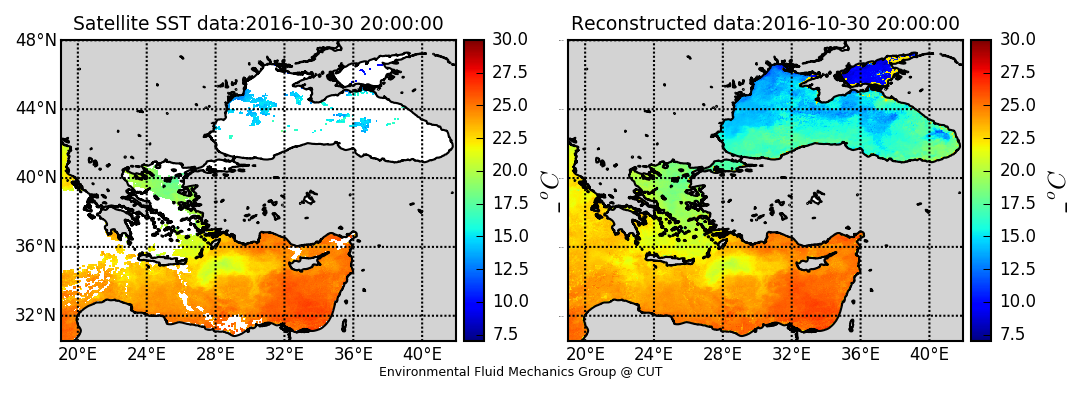 Satellite SST data:2016-10-30 20:00:00
48°N
44°N
40°N
36°N
32°N
20°E 24°E 28°E 32°E 36°E 40°E
30.0
27.5
25.0
22.5
20.0
17.5
15.0
12.5
10.0
7.5
_°C
Reconstructed data:2016-10-30 20:00:00
20°E 24°E 28°E 32°E 36°E 40°E
30.0
27.5
25.0
22.5
20.0
17.5
15.0
12.5
10.0
7.5
_°C
Environmental Fluid Mechanics Group @ CUT